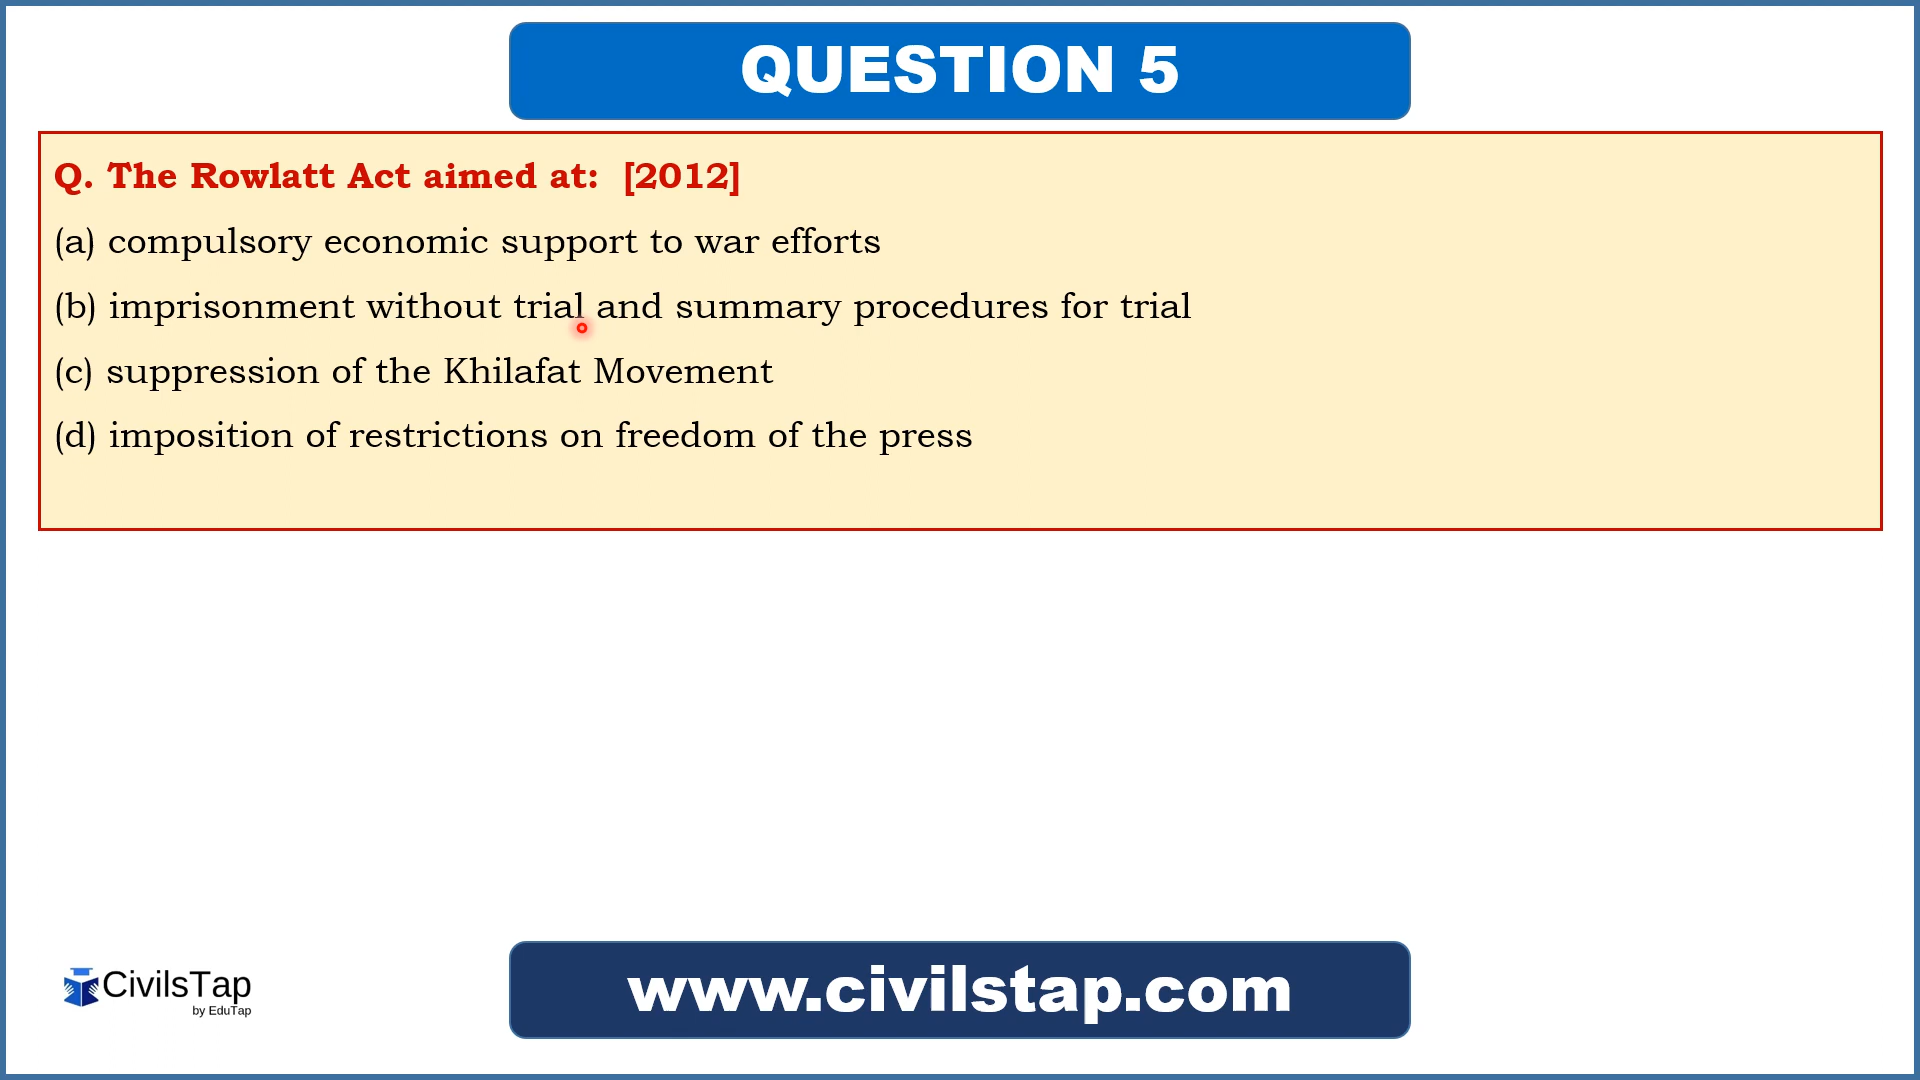 QUESTION 5
Q. The Rowlatt Act aimed at: [2012]
(a) compulsory economic support to war efforts
(b) imprisonment without trial and summary procedures for trial
(c) suppression of the Khilafat Movement
(d) imposition of restrictions on freedom of the press
CivilsTap
by EduTap
www.civilstap.com